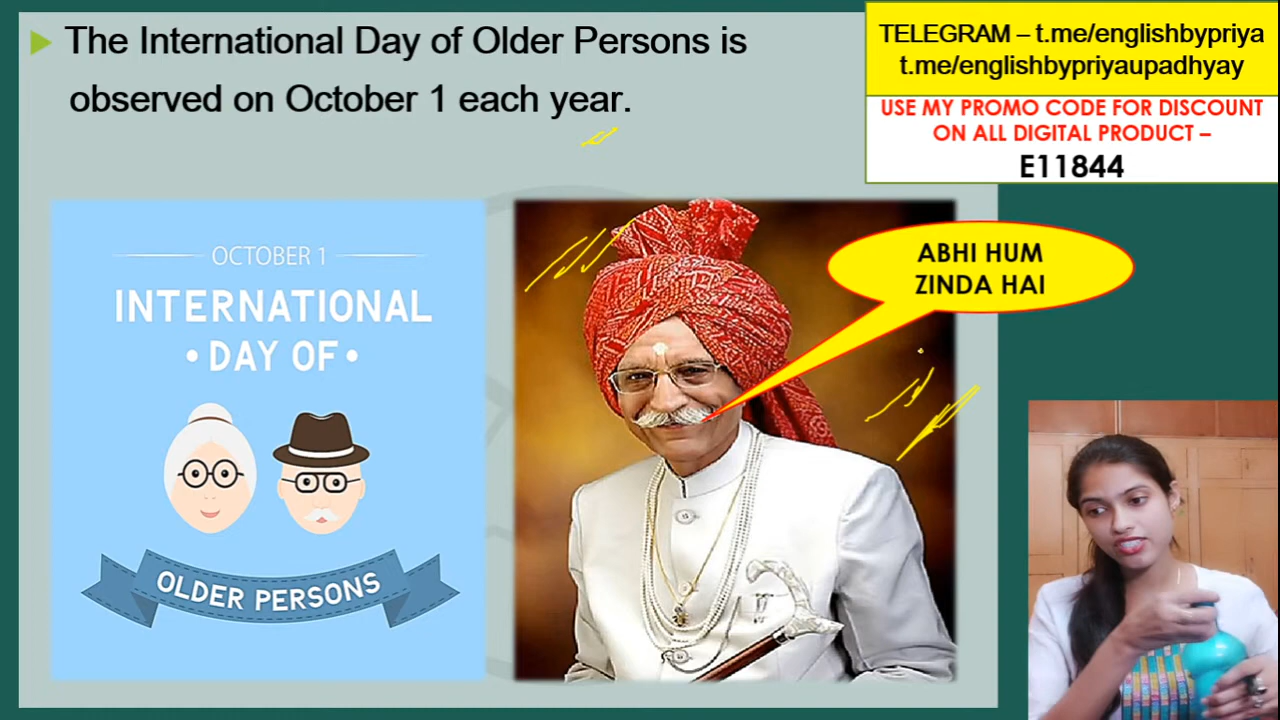 The International Day of Older Persons is
observed on October 1 each year.
TELEGRAM – t.me/englishbypriya
t.me/englishbypriyaupadhyay
USE MY PROMO CODE FOR DISCOUNT
ON ALL DIGITAL PRODUCT –
E11844
OCTOBER 1
INTERNATIONAL
• DAY OF •
OLDER PERSONS
ABHI HUM
ZINDA HAI